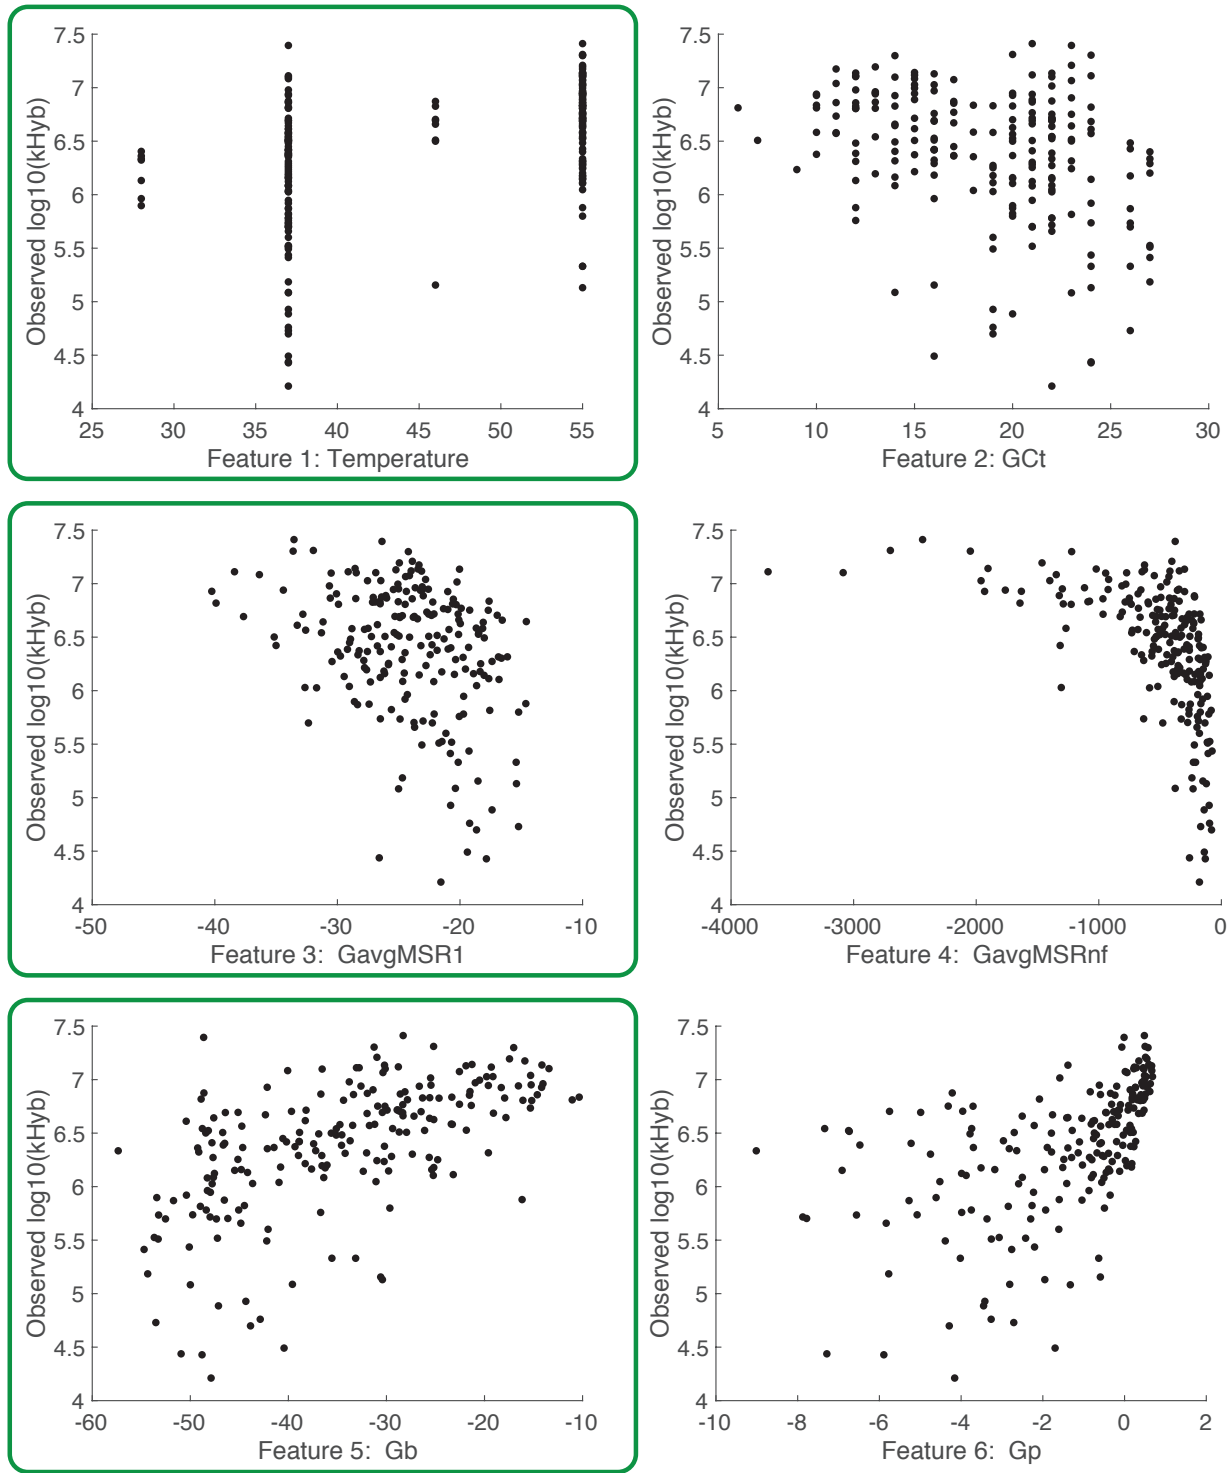 7.5
7
6.5
6
5.5
5
4.5
4
Observed log10(kHyb)
25 30 35 40 45 50 55
Feature 1: Temperature
7.5
7
6.5
6
5.5
5
4.5
4
Observed log10(kHyb)
5 10 15 20 25 30
Feature 2: GCt
7.5
7
6.5
6
5.5
5
4.5
4
Observed log10(kHyb)
-50 -40 -30 -20 -10
Feature 3: GavgMSR1
7.5
7
6.5
6
5.5
5
4.5
4
Observed log10(kHyb)
-4000 -3000 -2000 -1000 0
Feature 4: GavgMSRnf
7.5
7
6.5
6
5.5
5
4.5
4
Observed log10(kHyb)
-60 -50 -40 -30 -20 -10
Feature 5: Gb
7.5
7
6.5
6
5.5
5
4.5
4
Observed log10(kHyb)
-10 -8 -6 -4 -2 0 2
Feature 6: Gp